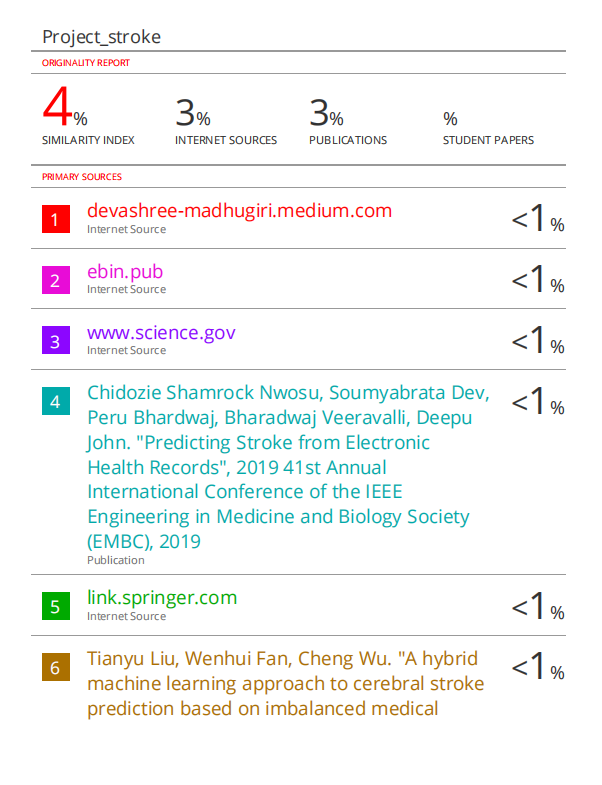 Project_stroke
ORIGINALITY REPORT
4%
SIMILARITY INDEX
3%
INTERNET SOURCES
3%
PUBLICATIONS
%
STUDENT PAPERS
PRIMARY SOURCES
1
devashree-madhugiri.medium.com
Internet Source
<1%
2
ebin.pub
Internet Source
<1%
3
www.science.gov
Internet Source
<1%
4
Chidozie Shamrock Nwosu, Soumyabrata Dev,
Peru Bhardwaj, Bharadwaj Veeravalli, Deepu
John. "Predicting Stroke from Electronic
Health Records", 2019 41st Annual
International Conference of the IEEE
Engineering in Medicine and Biology Society
(EMBC), 2019
Publication
<1%
5
link.springer.com
Internet Source
<1%
6
Tianyu Liu, Wenhui Fan, Cheng Wu. "A hybrid
machine learning approach to cerebral stroke
prediction based on imbalanced medical
<1%